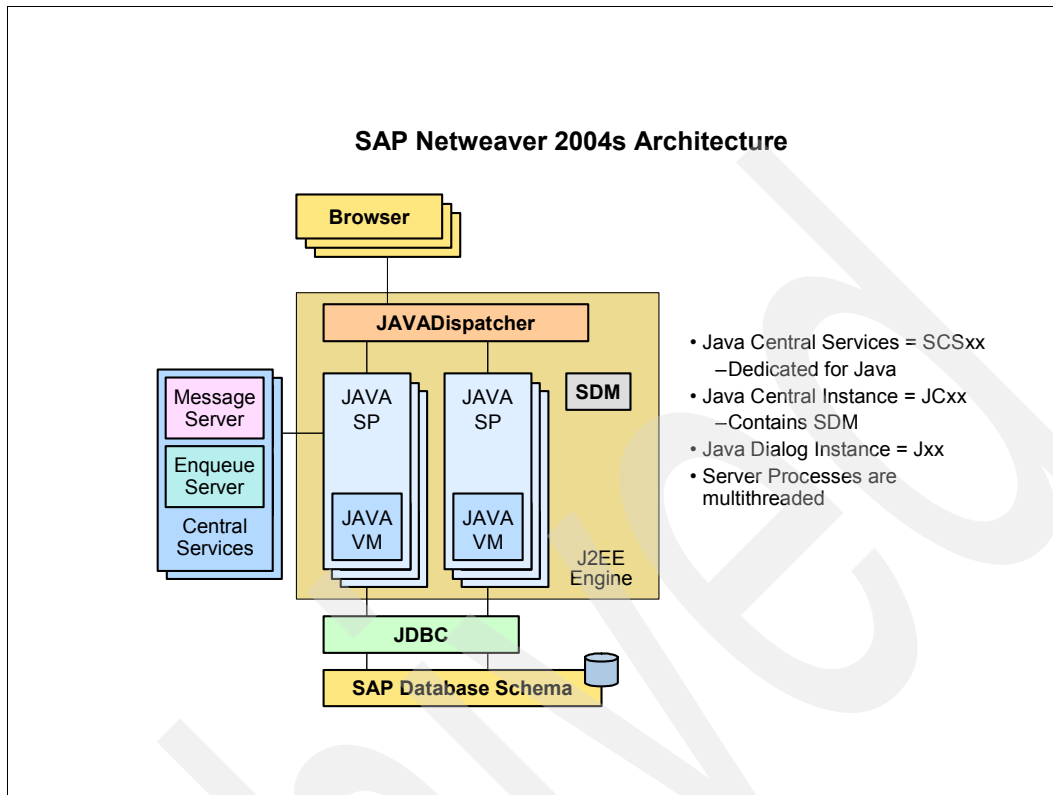 SAP Netweaver 2004s Architecture
Browser
JAVADispatcher
Message
Server
Enqueue
Server
Central
Services
JAVA
SP
JAVA
VM
JAVA
SP
JAVA
VM
SDM
J2EE
Engine
JDBC
SAP Database Schema
• Java Central Services = SCSxx
–Dedicated for Java
• Java Central Instance = JCxx
–Contains SDM
• Java Dialog Instance = Jxx
• Server Processes are
multithreaded